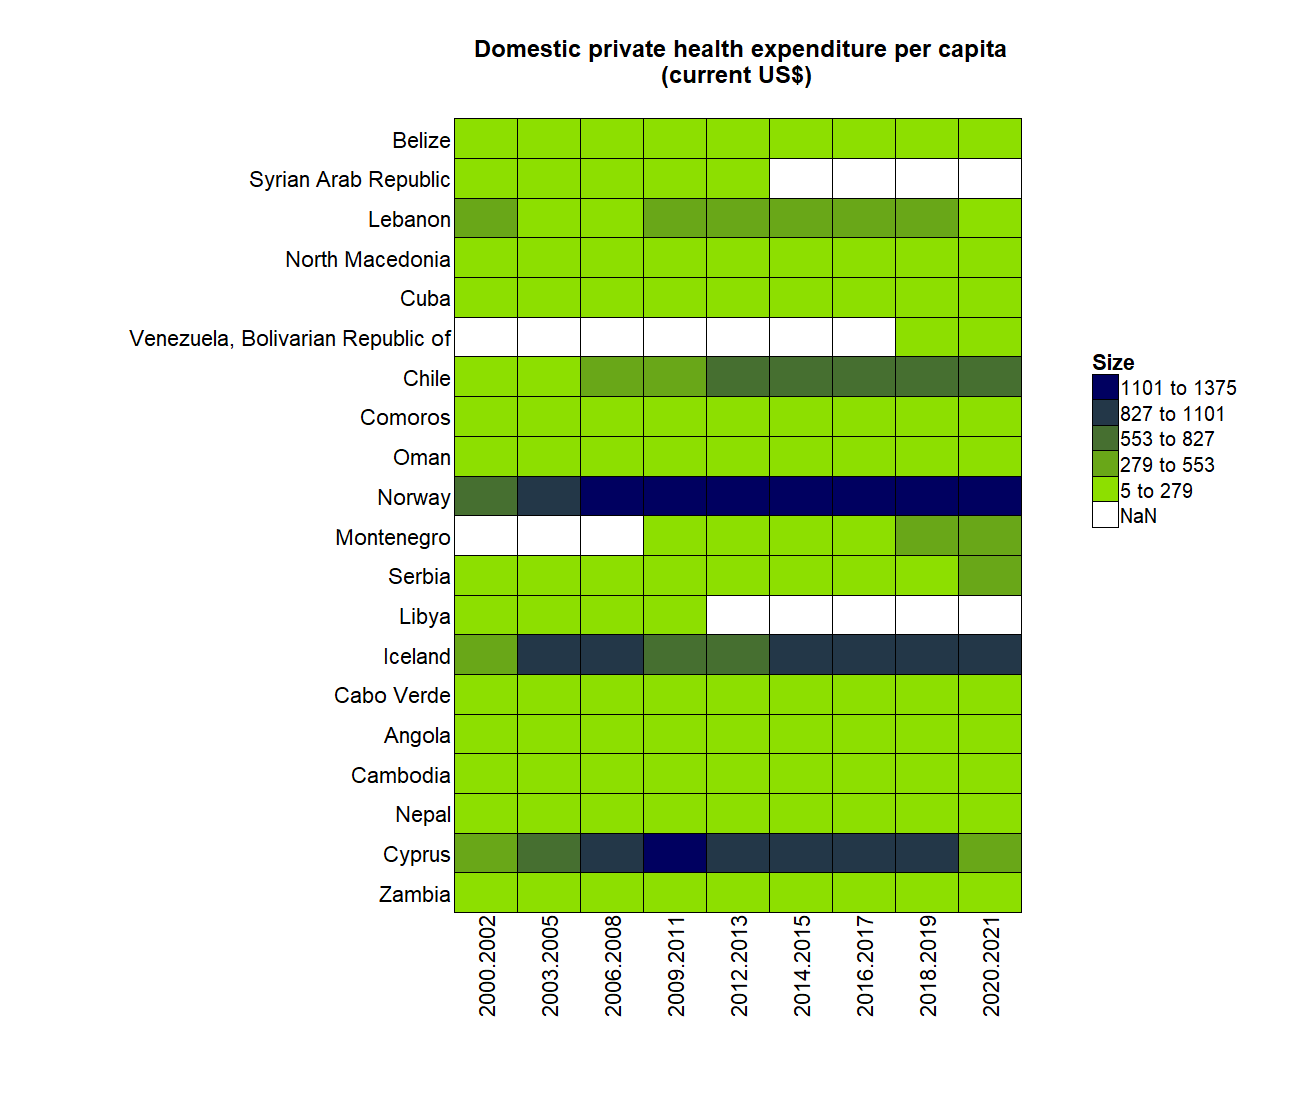 Domestic private health expenditure per capita
(current US$)
Belize
Syrian Arab Republic
Lebanon
North Macedonia
Cuba
Venezuela, Bolivarian Republic of
Chile
Comoros
Oman
Norway
Montenegro
Serbia
Libya
Iceland
Cabo Verde
Angola
Cambodia
Nepal
Cyprus
Zambia
2000.2002
2003.2005
2006.2008
2009.2011
2012.2013
2014.2015
2016.2017
2018.2019
2020.2021
Size
1101 to 1375
827 to 1101
553 to 827
279 to 553
5 to 279
NaN